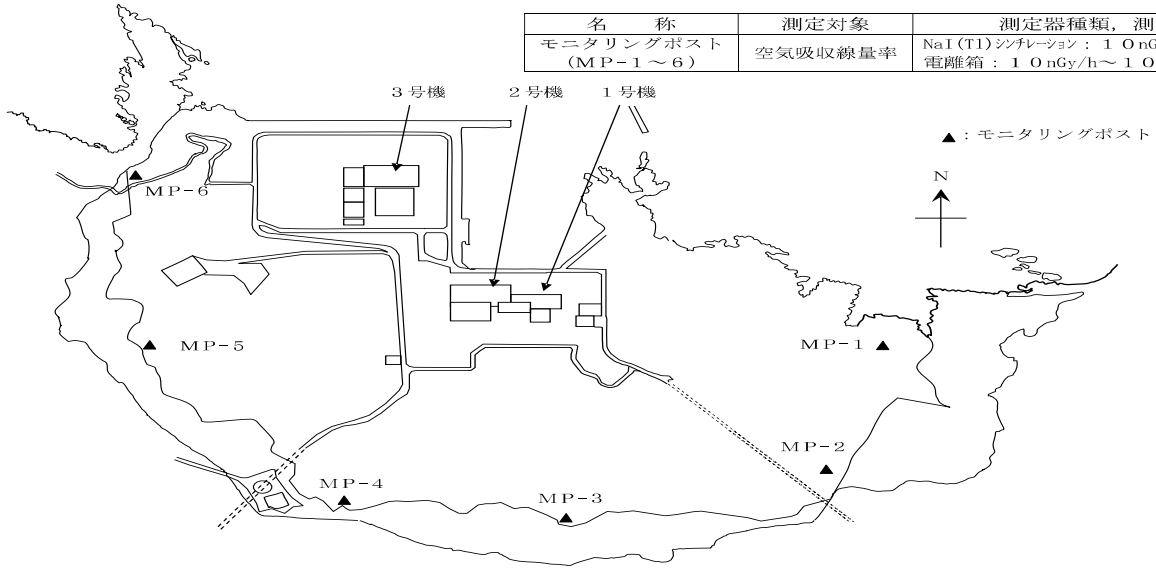 名 称 測定対象 測定器種類, 測
モニタリングポスト
(MP-1~6)
空気吸収線量率
NaI(Tl)シンチレーション:10nG
電離箱:10nGy/h~10
3号機 2号機 1号機
▲:モニタリングポスト
N
MP-6
MP-5
MP-1
MP-2
MP-4
MP-3